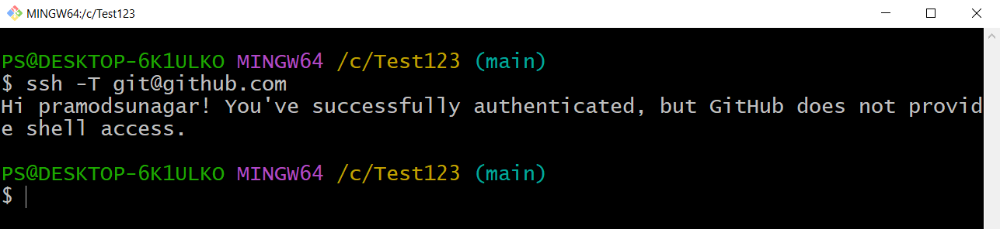 MINGW64:/c/Test123
PS@DESKTOP-6K1ULKO MINGW64 /c/Test123 (main)
$ ssh -T git@github.com
Hi pramodsunagar! You've successfully authenticated, but GitHub does not provid
e shell access.
PS@DESKTOP-6K1ULKO MINGW64 /c/Test123 (main)
$